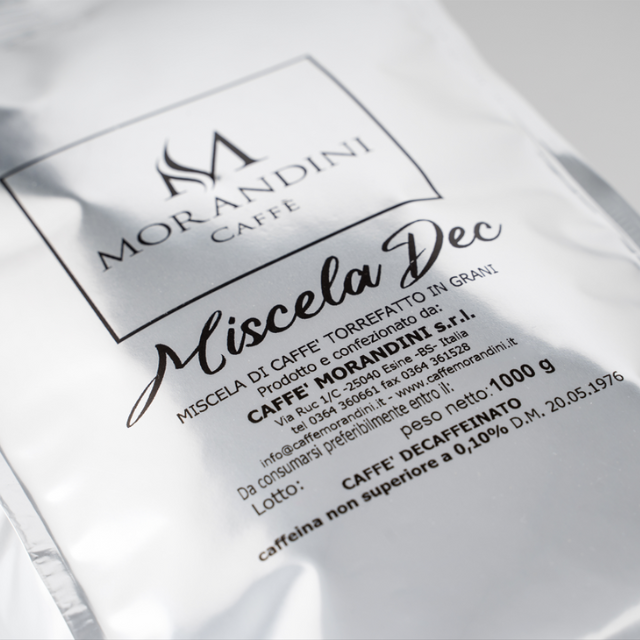 MORANDINI
CAFFÈ
Miscela Dec
MISCELA DI CAFFE' TORREFATTO IN GRANI
Prodotto e confezionato da:
CAFFE' MORANDINI s.r.l.
Via Ruc 1/C -25040 Esine -BS- Italia
tel 0364 360661 fax 0364 361528
info@caffemorandini.it - www.caffemorandini.it
Da consumarsi preferibilmente entro il:
peso netto: 1000 g
Lotto:
CAFFE' DECAFFEINATO
caffeina non superiore a 0,10% D.M. 20.05.1976